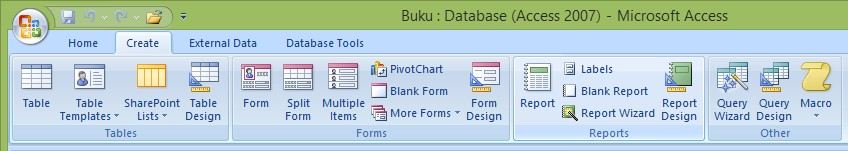 Buku : Database (Access 2007) - Microsoft Access
Home Create External Data Database Tools
Table
Table Templates
SharePoint Lists
Table Design
Tables
Form
Split Form
Multiple Items
PivotChart
Blank Form
More Forms
Form Design
Forms
Report
Labels
Blank Report
Report Wizard
Report Design
Reports
Query Wizard
Query Design
Macro
Other